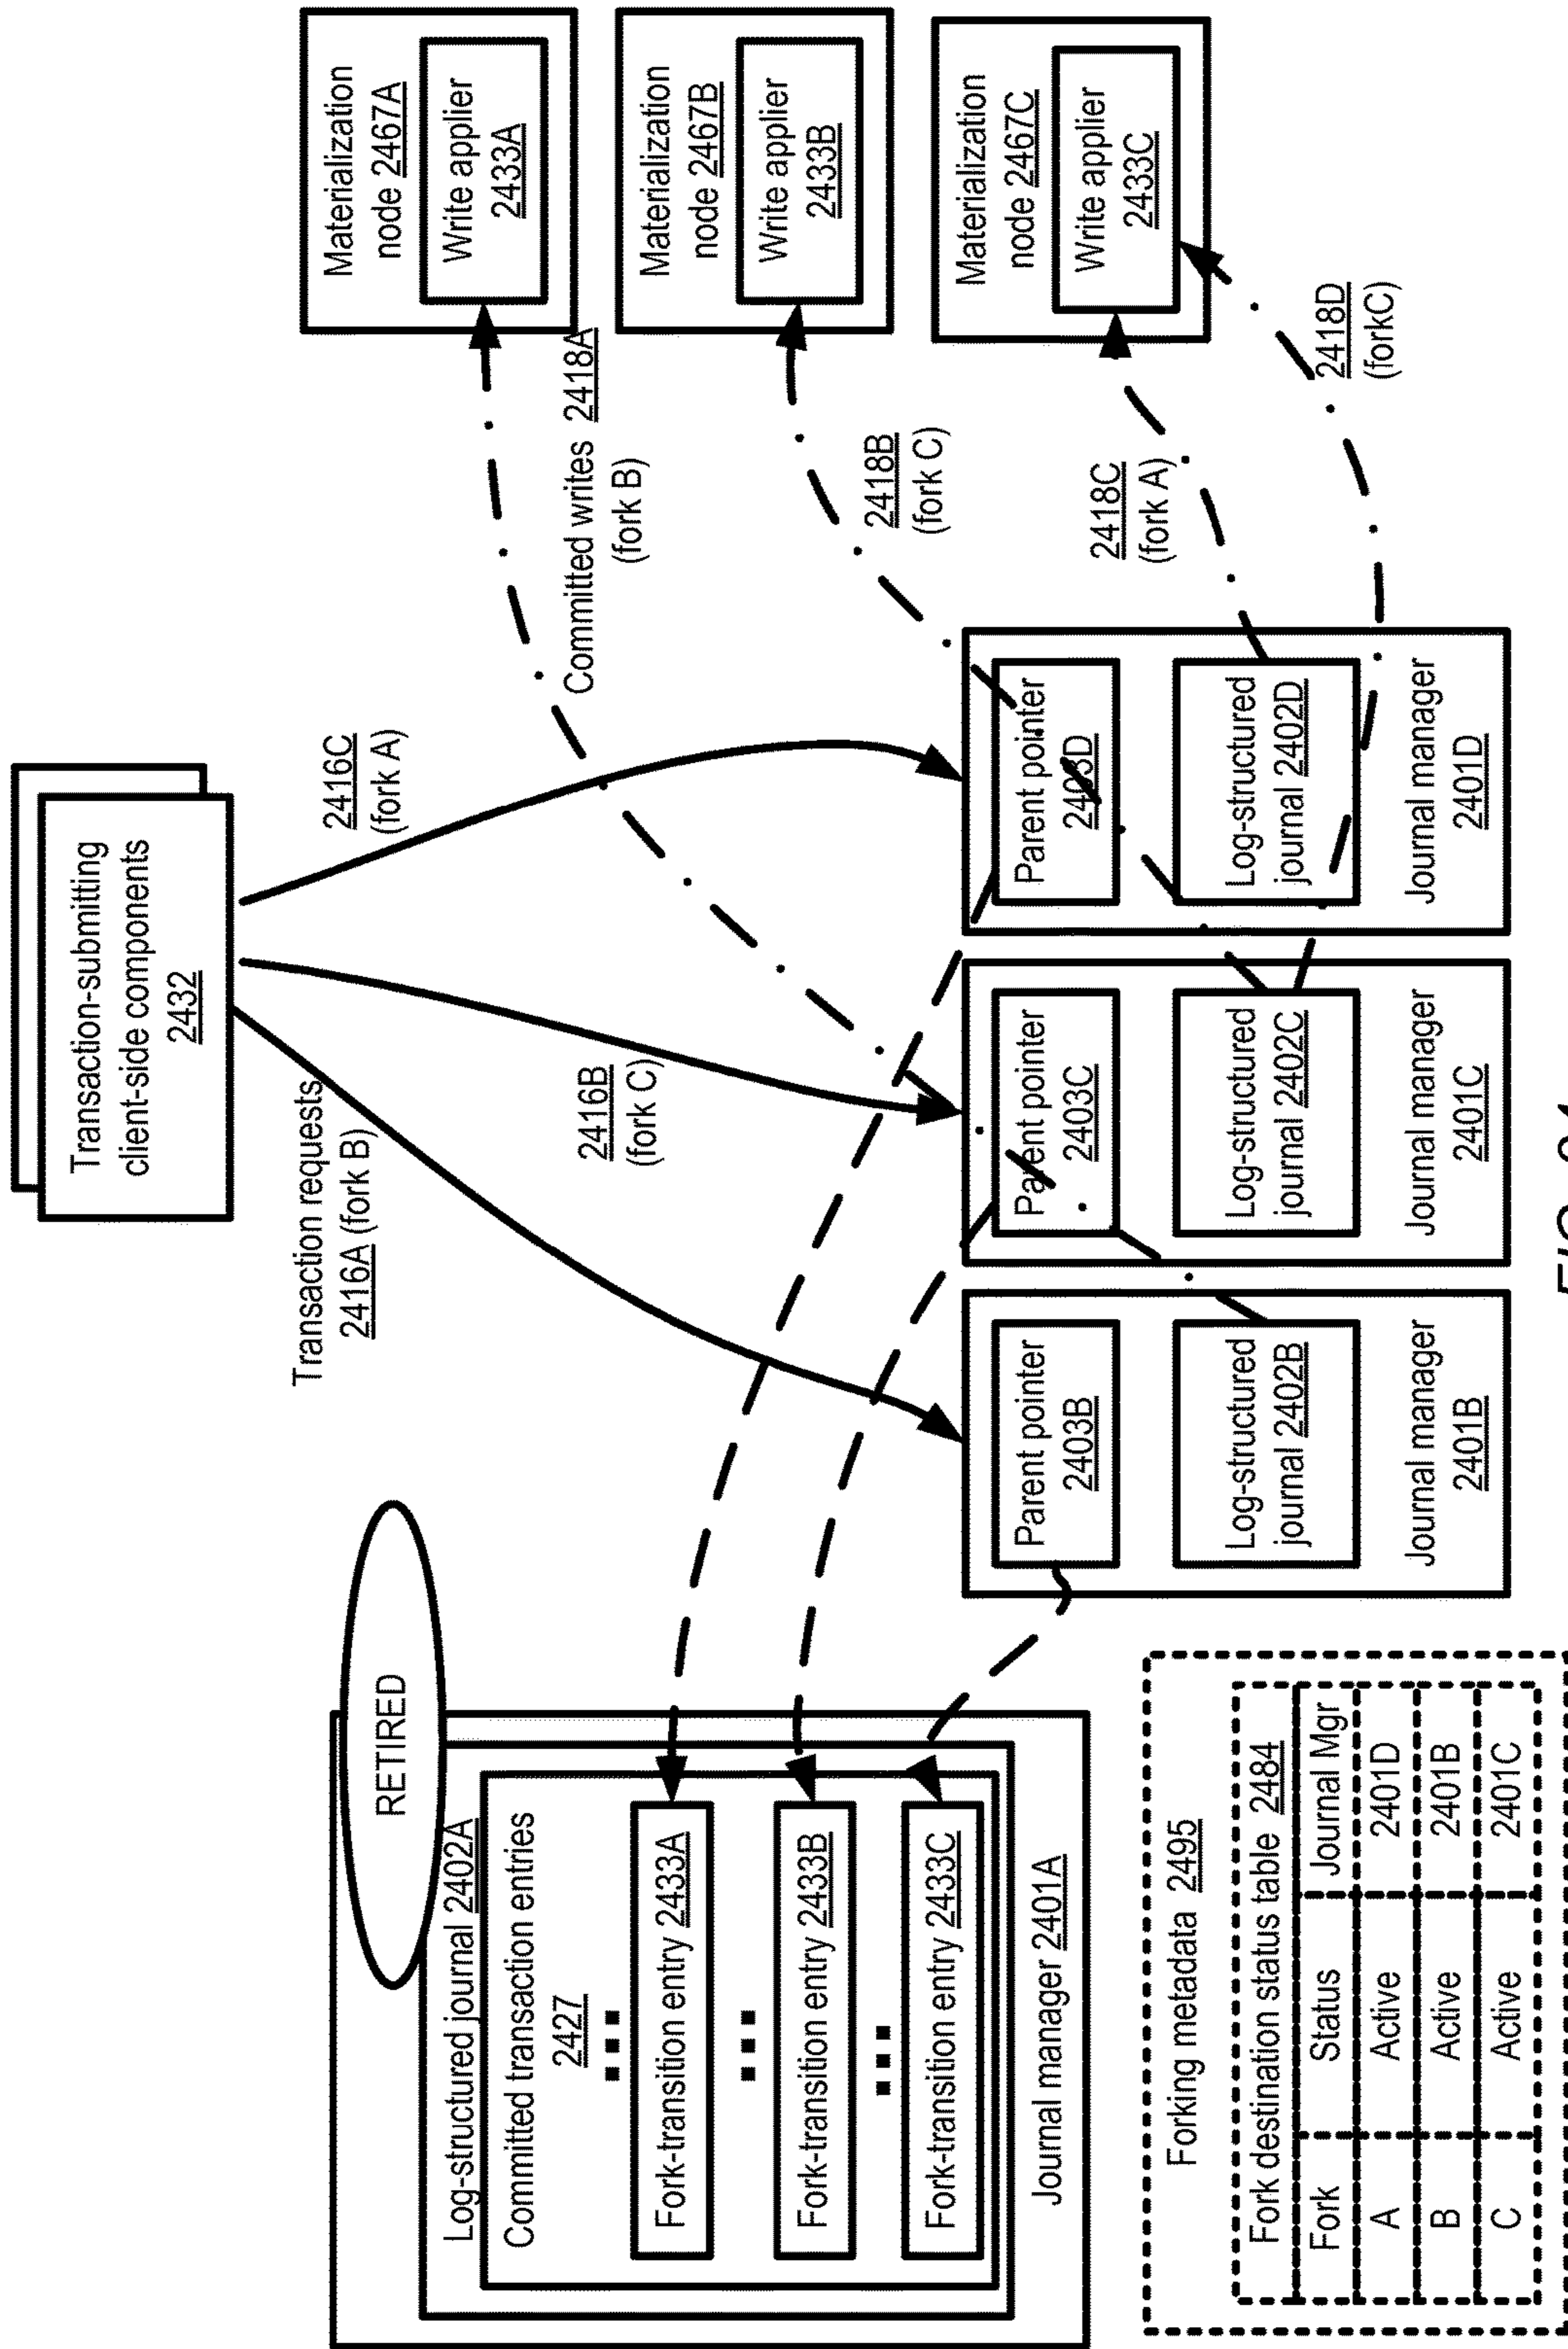 RETIRED
Log-structured journal 2402A
Committed transaction entries
2427
Fork-transition entry 2433A
Fork-transition entry 2433B
Fork-transition entry 2433C
Journal manager 2401A
Transaction-submitting
client-side components
2432
Transaction requests
2416A (fork B)
2416B
(fork C)
2416C
(fork A)
Materialization
node 2467A
Write applier
2433A
Committed writes 2418A
(fork B)
Materialization
node 2467B
Write applier
2433B
2418B
(fork C)
Materialization
node 2467C
Write applier
2433C
2418C
(fork A)
2418D
(forkC)
Parent pointer
2403B
Log-structured
journal 2402B
Journal manager
2401B
Parent pointer
2403C
Log-structured
journal 2402C
Journal manager
2401C
Parent pointer
2403D
Log-structured
journal 2402D
Journal manager
2401D
Forking metadata 2495
Fork destination status table 2484
Fork Status Journal Mgr
A Active 2401D
B Active 2401B
C Active 2401C
FIG. 24